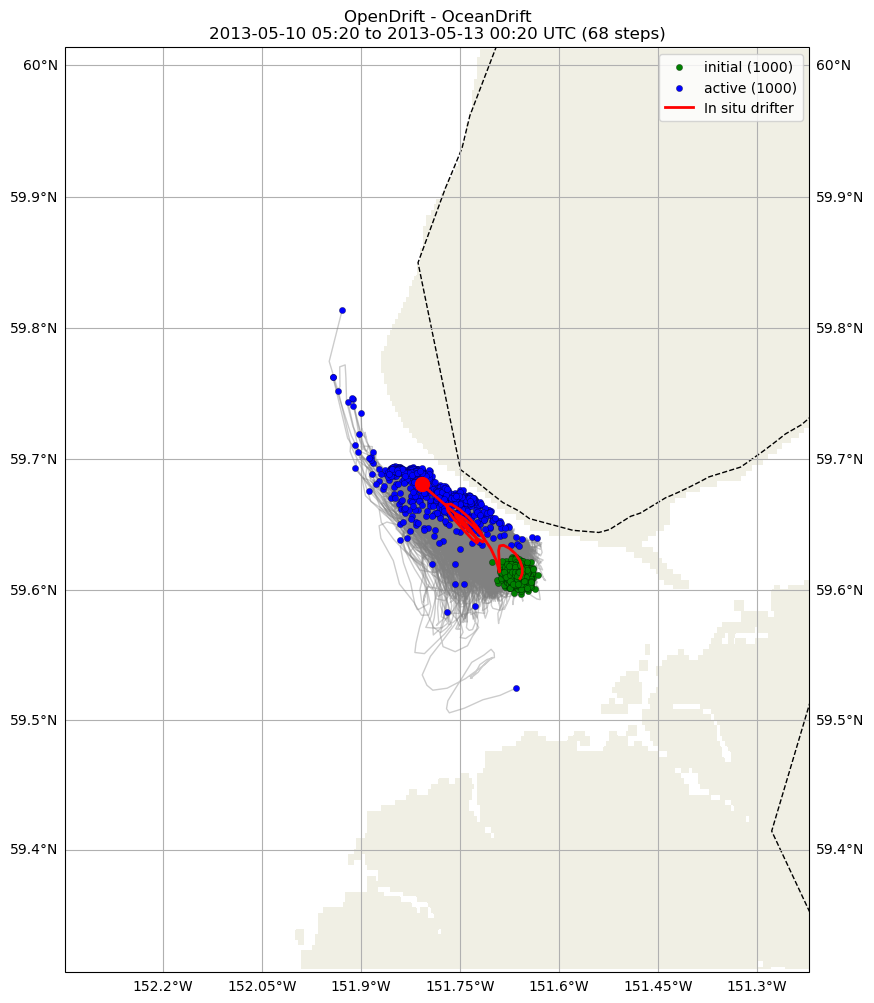 OpenDrift - OceanDrift
2013-05-10 05:20 to 2013-05-13 00:20 UTC (68 steps)
initial (1000)
active (1000)
In situ drifter
60°N 60°N
59.9°N 59.9°N
59.8°N 59.8°N
59.7°N 59.7°N
59.6°N 59.6°N
59.5°N 59.5°N
59.4°N 59.4°N
152.2°W 152.05°W 151.9°W 151.75°W 151.6°W 151.45°W 151.3°W